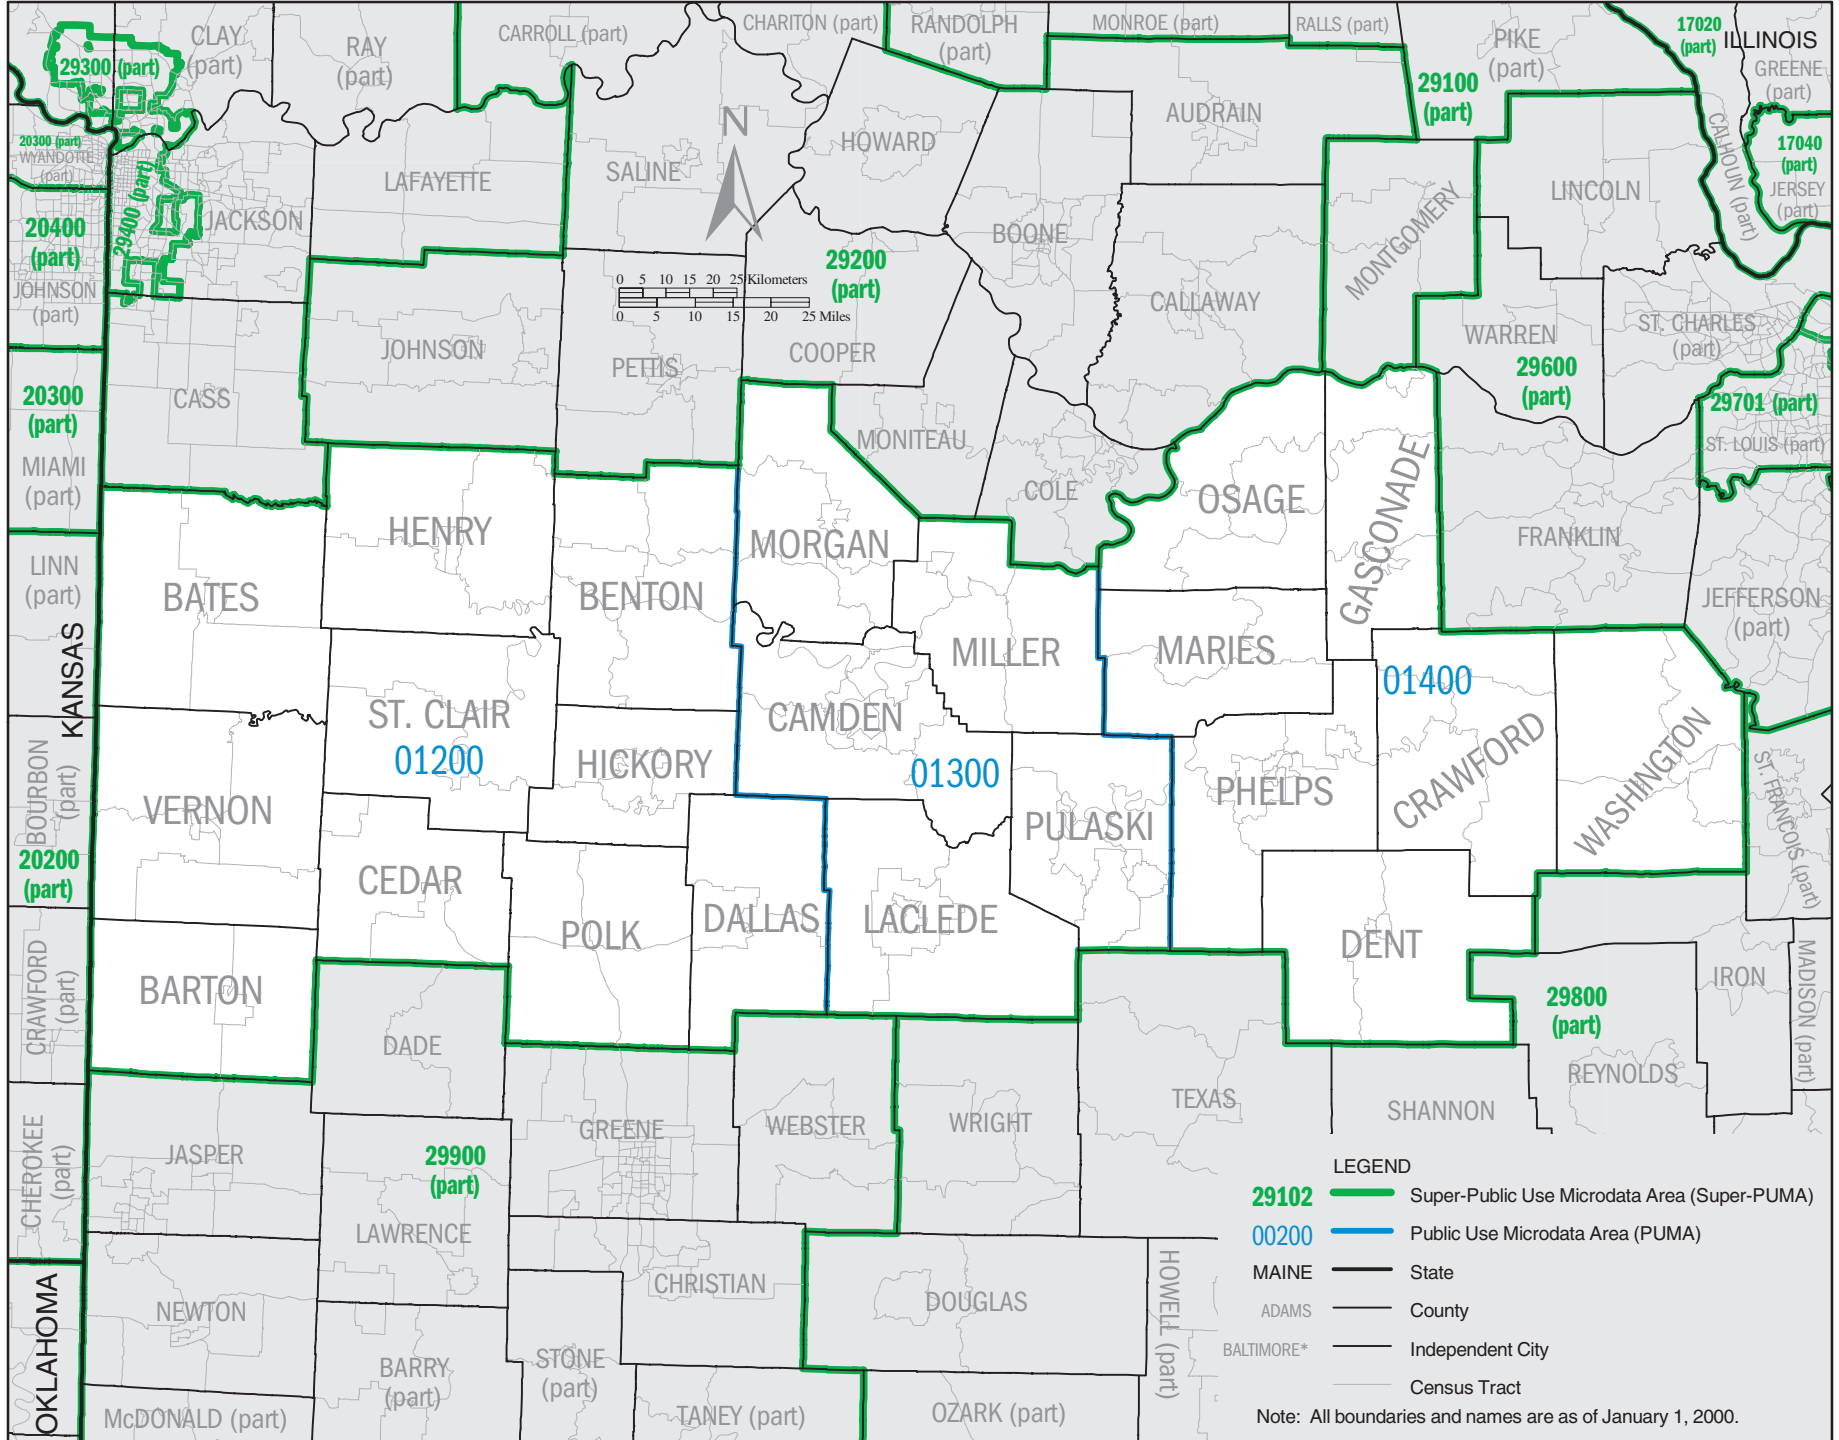 CLAY
(part)
RAY
(part)
CARROLL (part)
CHARITON (part)
RANDOLPH
(part)
MONROE (part)
RALLS (part)
PIKE
(part)
17020
(part)
ILLINOIS
GREENE
(part)
29300 (part)
29100
(part)
CALHOUN (part)
17040
(part)
JERSEY
(part)
20300 (part)
WYANDOTTE
(part)
29400 (part)
LAFAYETTE
SALINE
N
HOWARD
AUDRAIN
LINCOLN
20400
(part)
JACKSON
BOONE
MONTGOMERY
JOHNSON
(part)
29200
(part)
CALLAWAY
0 5 10 15 20 25 Kilometers
0 5 10 15 20 25 Miles
WARREN
ST. CHARLES
(part)
JOHNSON
PETTIS
COOPER
29600
(part)
20300
(part)
CASS
29701 (part)
MONITEAU
ST. LOUIS (part)
MIAMI
(part)
COLE
OSAGE
GASCONADE
HENRY
MORGAN
FRANKLIN
LINN
(part)
BATES
BENTON
JEFFERSON
(part)
KANSAS
MILLER
MARIES
01400
ST. CLAIR
01200
CAMDEN
HICKORY
01300
CRAWFORD
WASHINGTON
BOURBON
(part)
VERNON
PULASKI
PHELPS
ST. FRANCOIS (part)
20200
(part)
CEDAR
POLK
DALLAS
LACLEDE
DENT
CRAWFORD
(part)
BARTON
IRON
MADISON (part)
29800
(part)
DADE
REYNOLDS
TEXAS
SHANNON
CHEROKEE
(part)
JASPER
GREENE
WEBSTER
WRIGHT
29900
(part)
LAWRENCE
OKLAHOMA
NEWTON
CHRISTIAN
DOUGLAS
HOWELL (part)
BARRY
(part)
STONE
(part)
McDONALD (part)
TANEY (part)
OZARK (part)
LEGEND
29102 Super-Public Use Microdata Area (Super-PUMA)
00200 Public Use Microdata Area (PUMA)
MAINE State
ADAMS County
BALTIMORE* Independent City
Census Tract
Note: All boundaries and names are as of January 1, 2000.